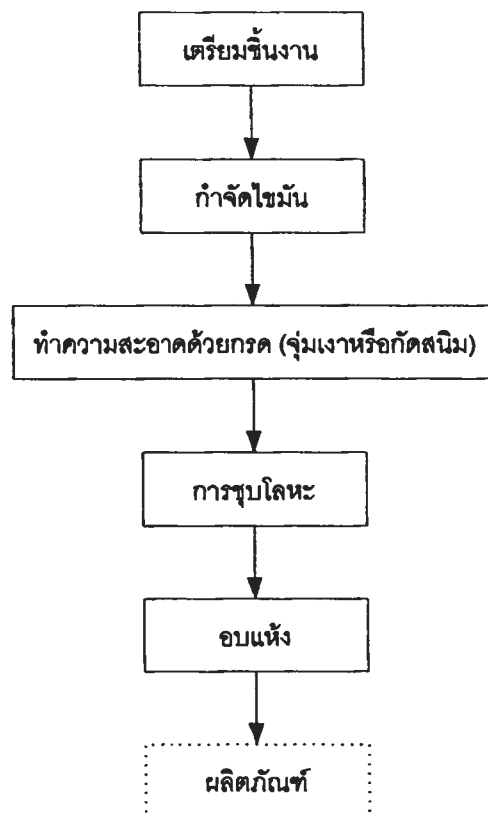 เตรียมชิ้นงาน
กำจัดไขมัน
ทำความสะอาดด้วยกรด (จุ่มเงาหรือกัดสนิม)
การชุบโลหะ
อบแห้ง
ผลิตภัณฑ์